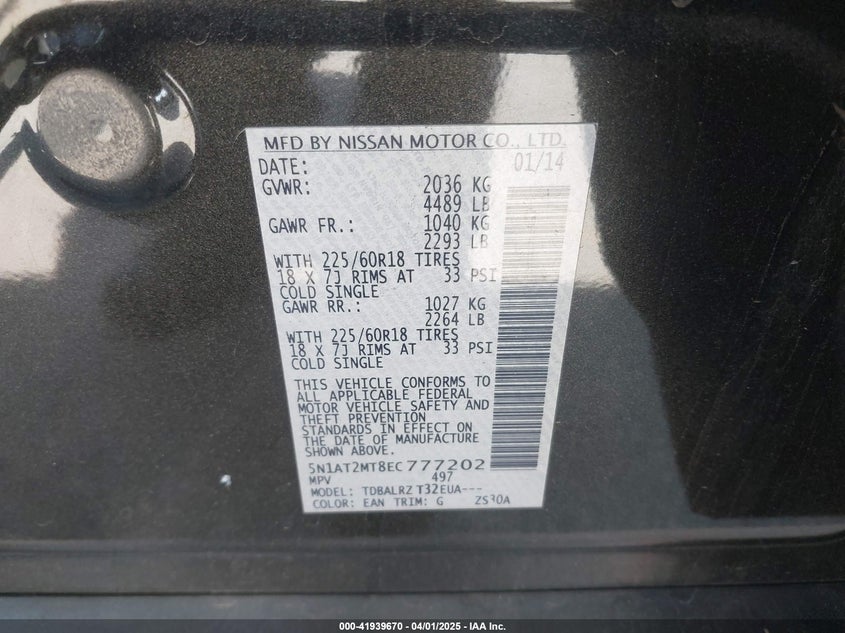 MFD BY NISSAN MOTOR CO., LTD.
DATE: 01/14
GVWR: 2036 KG
4489 LB
GAWR FR.: 1040 KG
2293 LB
WITH 225/60R18 TIRES
18 X 7J RIMS AT 33 PSI
COLD SINGLE
GAWR RR.: 1027 KG
2264 LB
WITH 225/60R18 TIRES
18 X 7J RIMS AT 33 PSI
COLD SINGLE
THIS VEHICLE CONFORMS TO
ALL APPLICABLE FEDERAL
MOTOR VEHICLE SAFETY AND
THEFT PREVENTION
STANDARDS IN EFFECT ON
THE DATE OF MANUFACTURE
SHOWN ABOVE.
5N1AT2MT8EC777202
MPV 497
MODEL: TDBALRZ T32EUA---
COLOR: EAN TRIM: G ZS30A
000-41939670 - 04/01/2025 - IAA Inc.